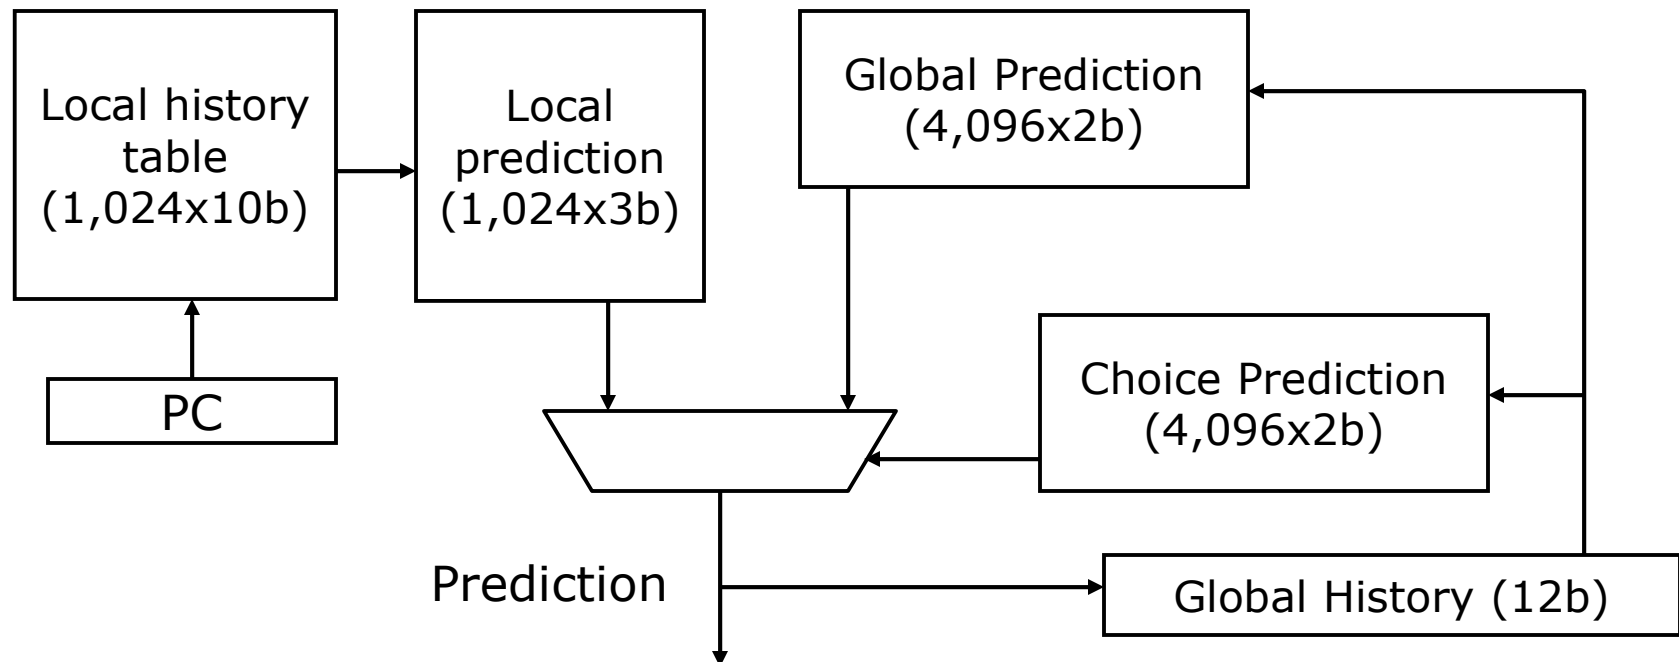 Local history
table
(1,024x10b)
Local
prediction
(1,024x3b)
Global Prediction
(4,096x2b)
PC
Choice Prediction
(4,096x2b)
Prediction
Global History (12b)